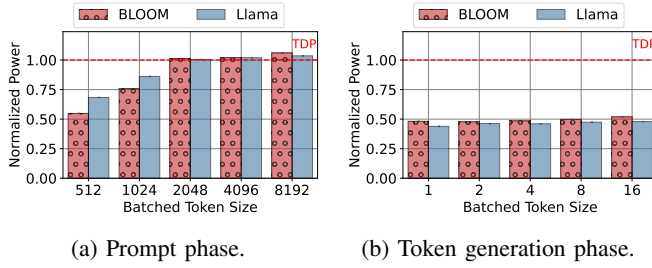 BLOOM Llama
TDP
1.00
0.75
0.50
0.25
0.00
Normalized Power
512 1024 2048 4096 8192
Batched Token Size
(a) Prompt phase.
BLOOM Llama
TDP
1.00
0.75
0.50
0.25
0.00
Normalized Power
1 2 4 8 16
Batched Token Size
(b) Token generation phase.